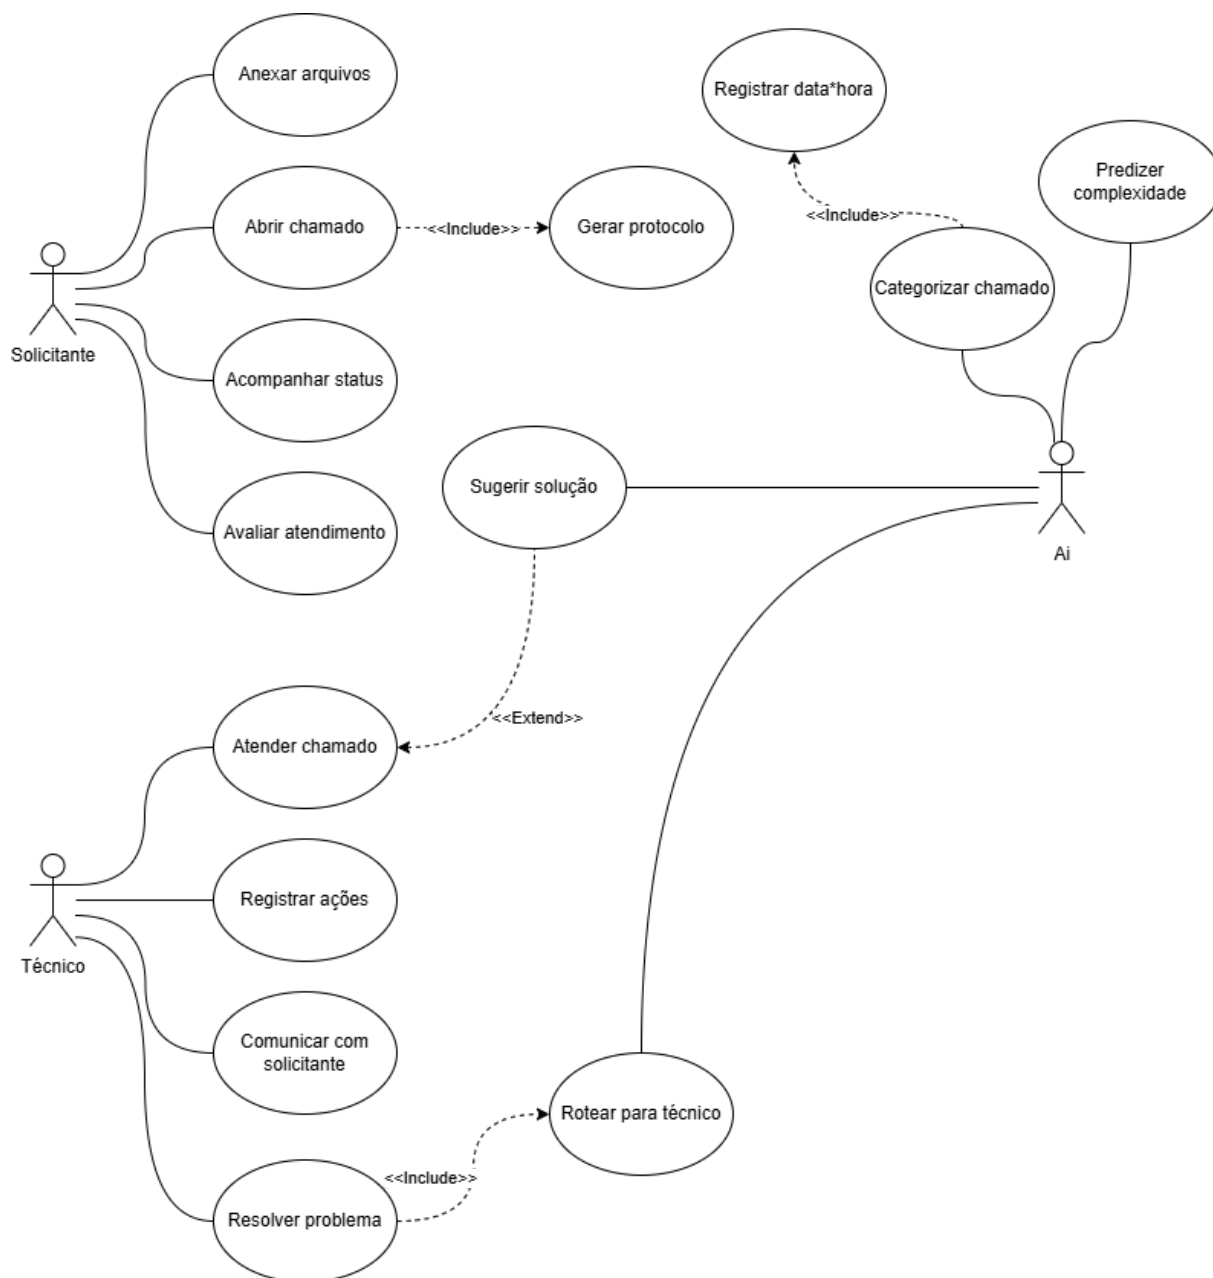 Anexar arquivos
Registrar data*hora
Predizer
complexidade
Abrir chamado
<<Include>>
Gerar protocolo
<<Include>>
Categorizar chamado
Solicitante
Acompanhar status
Sugerir solução
Avaliar atendimento
Ai
Atender chamado
<<Extend>>
Registrar ações
Técnico
Comunicar com
solicitante
Rotear para técnico
<<Include>>
Resolver problema